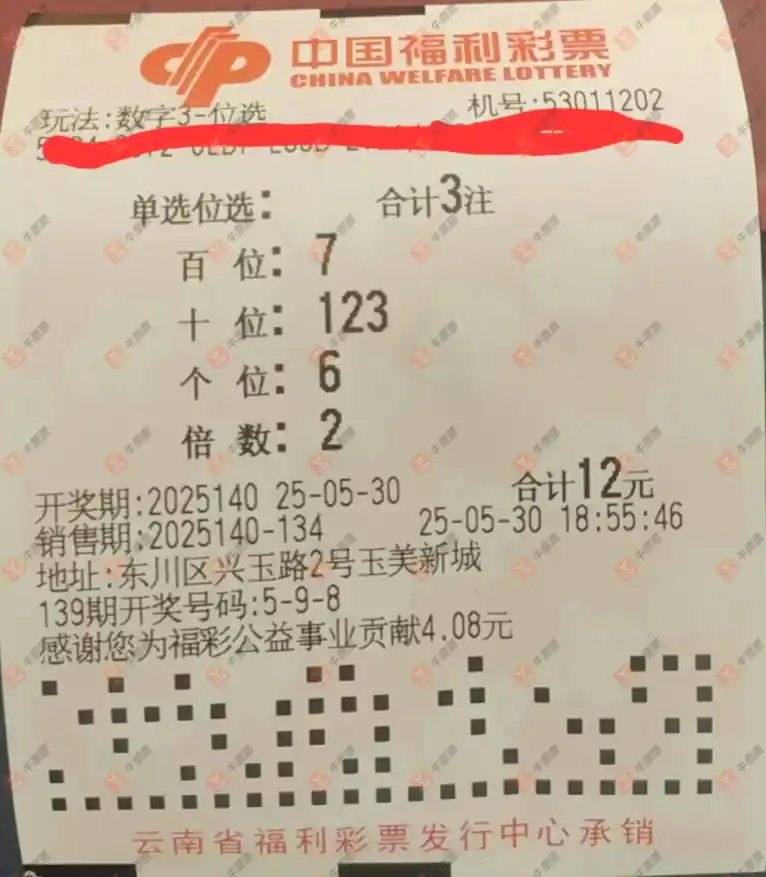 中国福利彩票
CHINA WELFARE LOTTERY
玩法:数字3-位选 机号:53011202
单选位选: 合计3注
百 位: 7
十 位: 123
个 位: 6
倍 数: 2
合计12元
开奖期:2025140 25-05-30
销售期:2025140-134 25-05-30 18:55:46
地址:东川区兴玉路2号玉美新城
139期开奖号码:5-9-8
感谢您为福彩公益事业贡献4.08元
云南省福利彩票发行中心承销